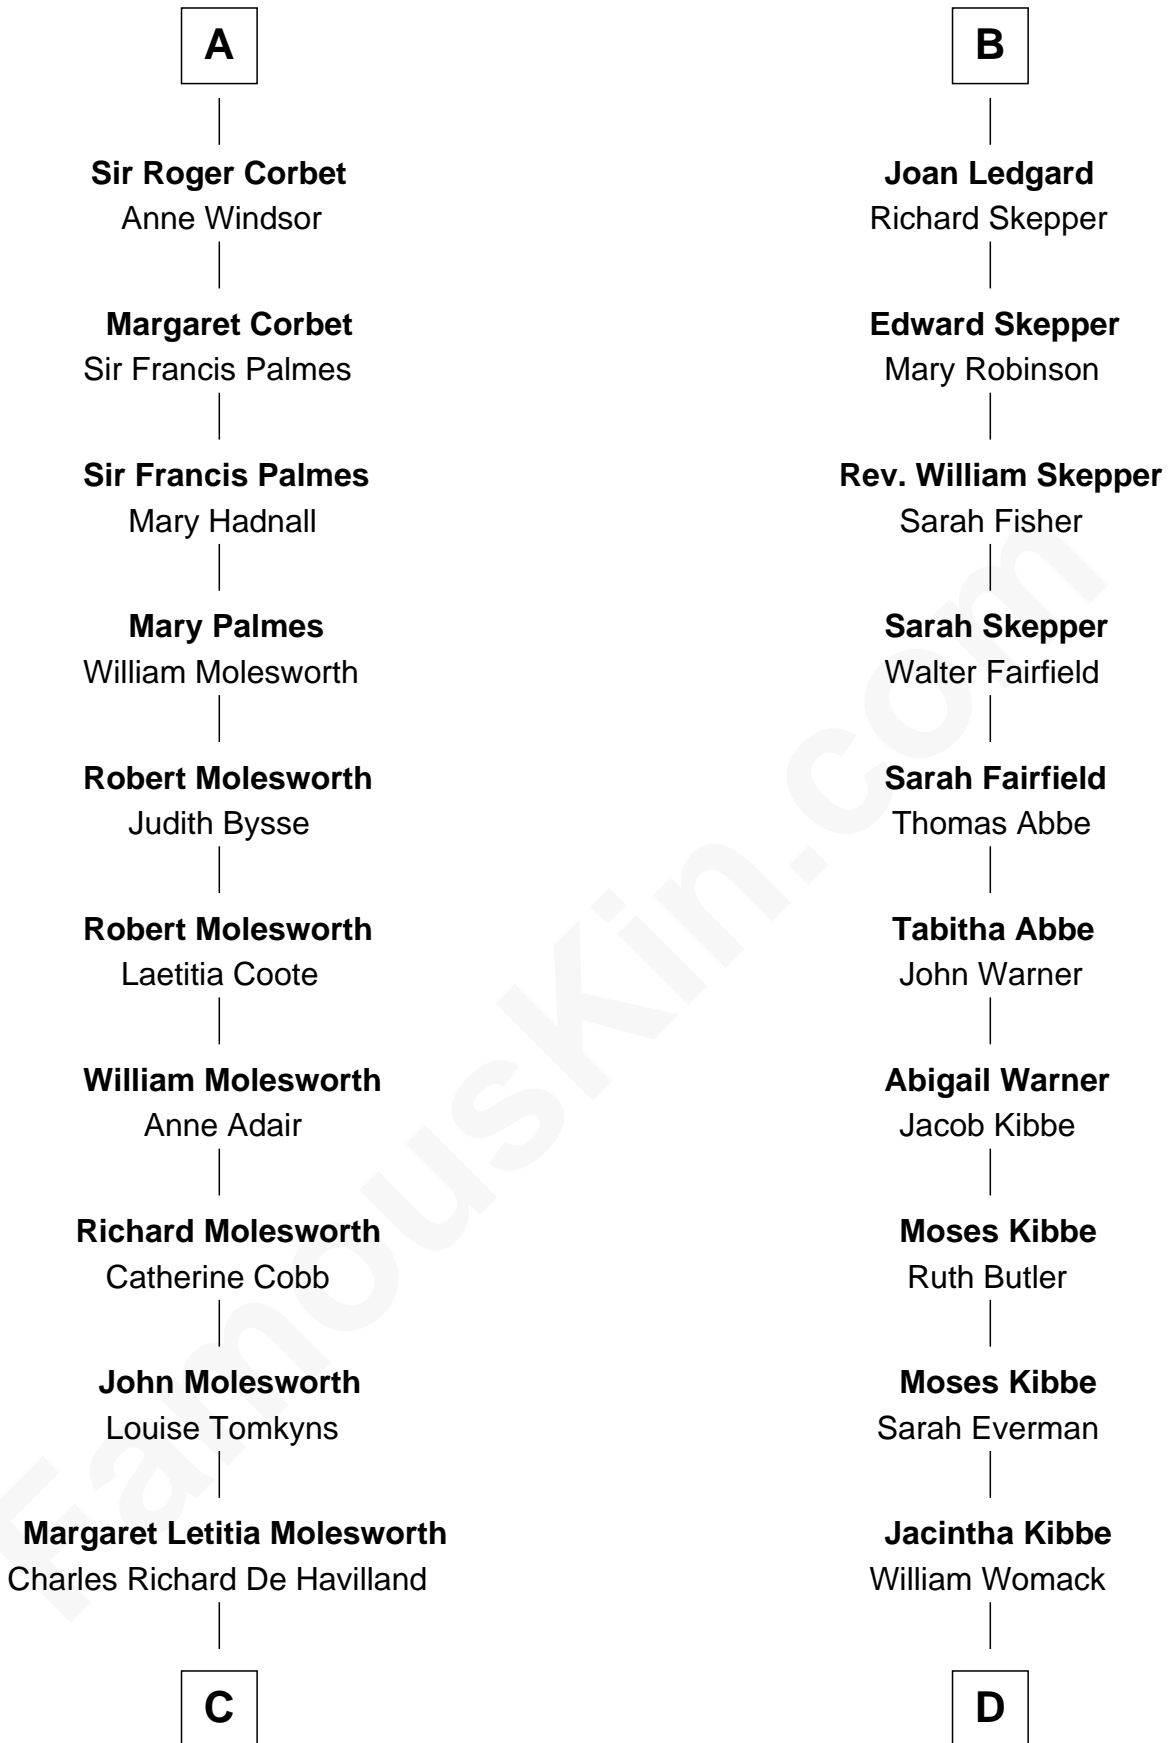 A
Sir Roger Corbet
Anne Windsor
Margaret Corbet
Sir Francis Palmes
Sir Francis Palmes
Mary Hadnall
Mary Palmes
William Molesworth
Robert Molesworth
Judith Bysse
Robert Molesworth
Laetitia Coote
William Molesworth
Anne Adair
Richard Molesworth
Catherine Cobb
John Molesworth
Louise Tomkyns
Margaret Letitia Molesworth
Charles Richard De Havilland
C
B
Joan Ledgard
Richard Skepper
Edward Skepper
Mary Robinson
Rev. William Skepper
Sarah Fisher
Sarah Skepper
Walter Fairfield
Sarah Fairfield
Thomas Abbe
Tabitha Abbe
John Warner
Abigail Warner
Jacob Kibbe
Moses Kibbe
Ruth Butler
Moses Kibbe
Sarah Everman
Jacintha Kibbe
William Womack
D
FamousKin.com